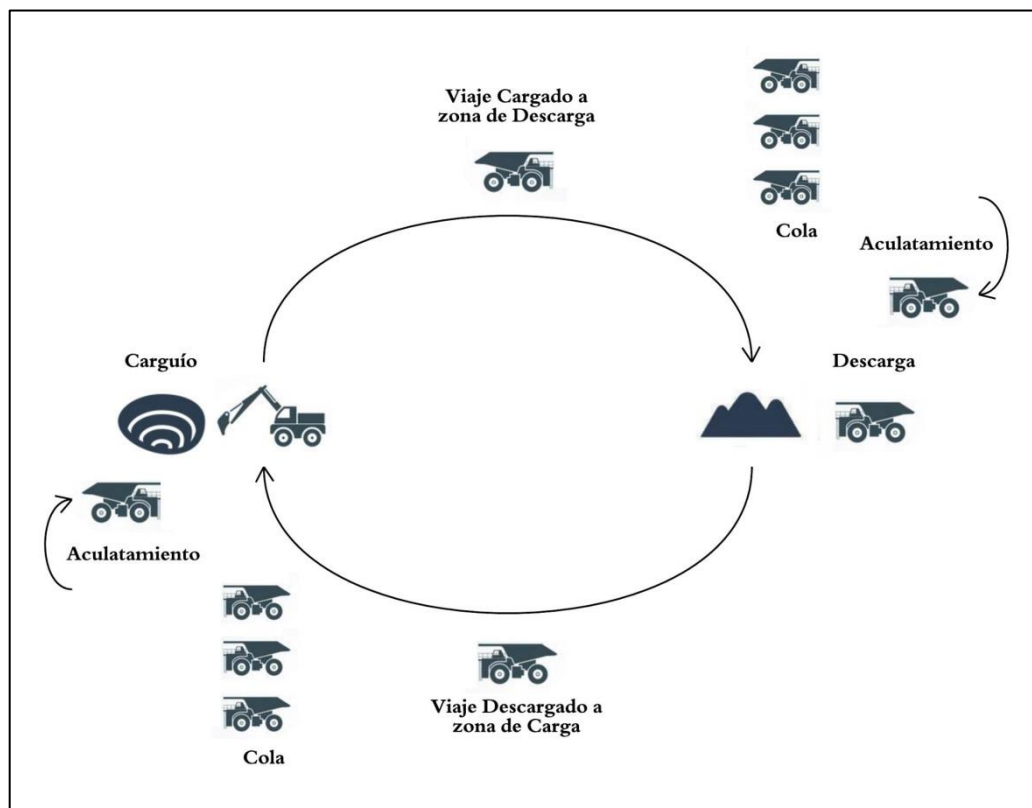 Viaje Cargado a
zona de Descarga
Cola
Aculatamiento
Carguío
Descarga
Aculatamiento
Viaje Descargado a
zona de Carga
Cola